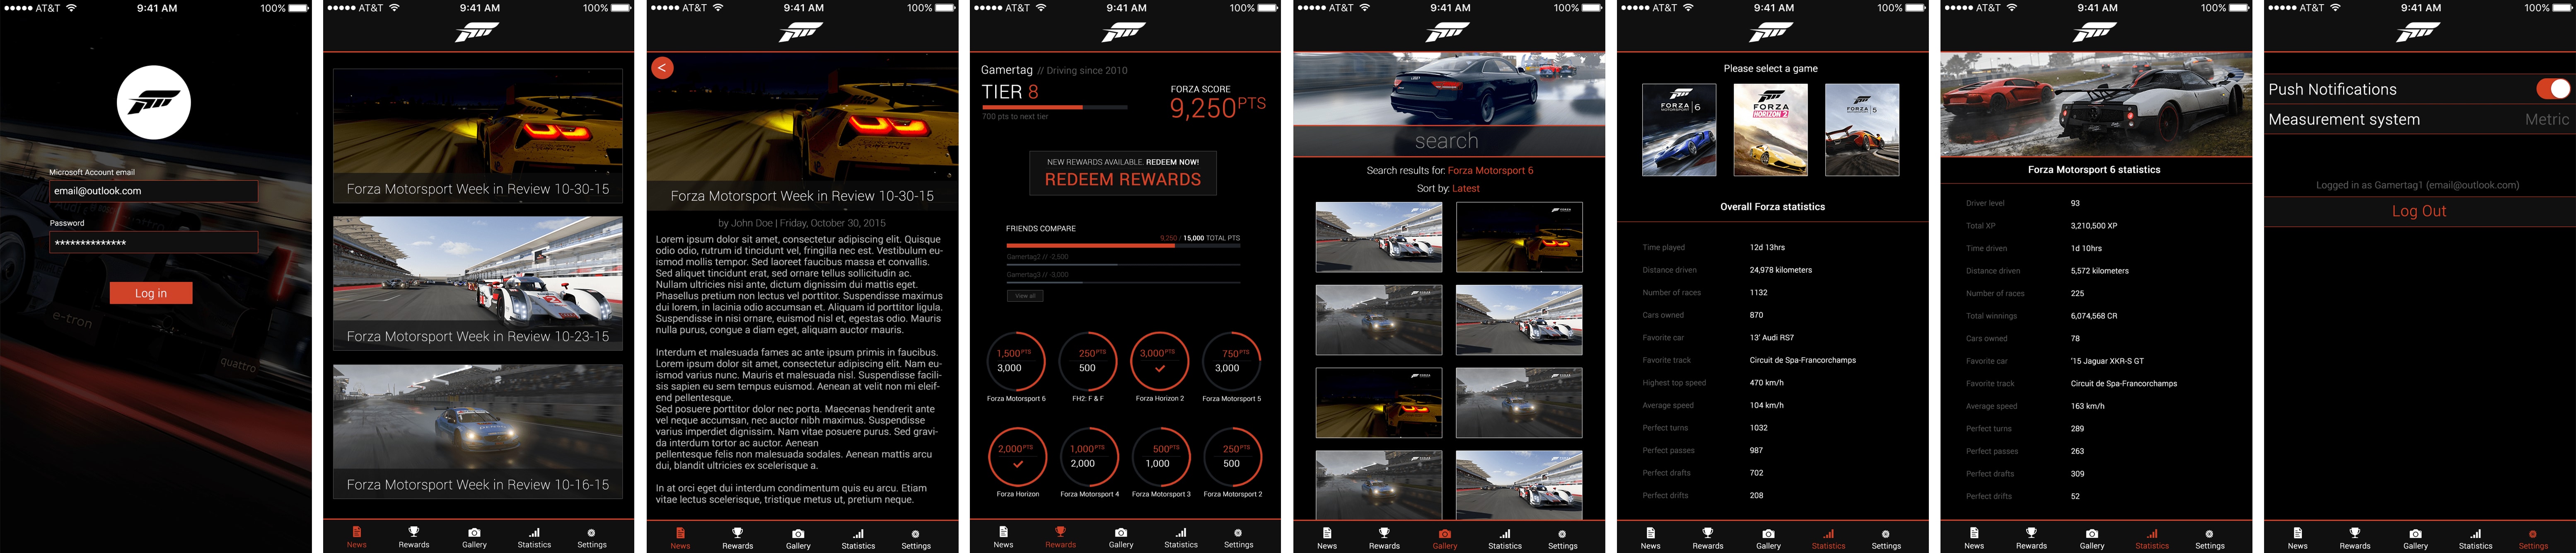 ●●●●● AT&T 9:41 AM 100%
Microsoft Account email
email@outlook.com
Password
**************
Log in
e-tron
quattro
●●●●● AT&T 9:41 AM 100%
Forza Motorsport Week in Review 10-30-15
Forza Motorsport Week in Review 10-23-15
Forza Motorsport Week in Review 10-16-15
News Rewards Gallery Statistics Settings
●●●●● AT&T 9:41 AM 100%
<
Forza Motorsport Week in Review 10-30-15
by John Doe | Friday, October 30, 2015
Lorem ipsum dolor sit amet, consectetur adipiscing elit. Quisque
odio odio, rutrum id tincidunt vel, fringilla nec est. Vestibulum eu-
ismod mollis tempor. Sed laoreet faucibus massa et convallis.
Sed aliquet tincidunt erat, sed ornare tellus sollicitudin ac.
Nullam ultricies nisi ante, dictum dignissim dui mattis eget.
Phasellus pretium non lectus vel porttitor. Suspendisse maximus
dui lorem, in lacinia odio accumsan et. Aliquam id porttitor ligula.
Suspendisse in nisi ornare, euismod nisl et, egestas odio. Mauris
nulla purus, congue a diam eget, aliquam auctor mauris.
Interdum et malesuada fames ac ante ipsum primis in faucibus.
Lorem ipsum dolor sit amet, consectetur adipiscing elit. Nam eu-
ismod varius nunc. Mauris et malesuada nisl. Suspendisse facili-
sis sapien eu sem tempus euismod. Aenean at velit non mi eleif-
end pellentesque.
Sed posuere porttitor dolor nec porta. Maecenas hendrerit ante
vel neque accumsan, nec auctor nibh maximus. Suspendisse
varius imperdiet dignissim. Nam vitae posuere purus. Sed gravi-
da interdum tortor ac auctor. Aenean
pellentesque felis non malesuada sodales. Aenean mattis arcu
dui, blandit ultricies ex scelerisque a.
In at orci eget dui interdum condimentum quis eu arcu. Etiam
vitae lectus scelerisque, tristique metus ut, pretium neque.
News Rewards Gallery Statistics Settings
●●●●● AT&T 9:41 AM 100%
Gamertag // Driving since 2010
TIER 8
700 pts to next tier
FORZA SCORE
9,250PTS
NEW REWARDS AVAILABLE. REDEEM NOW!
REDEEM REWARDS
FRIENDS COMPARE
9,250 / 15,000 TOTAL PTS
Gamertag2 // -2,500
Gamertag3 // -3,000
View all
1,500PTS 250PTS 3,000PTS 750PTS
3,000 500 3,000
Forza Motorsport 6 FH2: F & F Forza Horizon 2 Forza Motorsport 5
2,000PTS 1,000PTS 500PTS 250PTS
2,000 1,000 500
Forza Horizon Forza Motorsport 4 Forza Motorsport 3 Forza Motorsport 2
News Rewards Gallery Statistics Settings
●●●●● AT&T 9:41 AM 100%
search
Search results for: Forza Motorsport 6
Sort by: Latest
News Rewards Gallery Statistics Settings
●●●●● AT&T 9:41 AM 100%
Please select a game
FORZA 6
FORZA HORIZON 2
FORZA 5
Overall Forza statistics
Time played 12d 13hrs
Distance driven 24,978 kilometers
Number of races 1132
Cars owned 870
Favorite car 13' Audi RS7
Favorite track Circuit de Spa-Francorchamps
Highest top speed 470 km/h
Average speed 104 km/h
Perfect turns 1032
Perfect passes 987
Perfect drafts 702
Perfect drifts 208
News Rewards Gallery Statistics Settings
●●●●● AT&T 9:41 AM 100%
Forza Motorsport 6 statistics
Driver level 93
Total XP 3,210,500 XP
Time driven 1d 10hrs
Distance driven 5,572 kilometers
Number of races 225
Total winnings 6,074,568 CR
Cars owned 78
Favorite car '15 Jaguar XKR-S GT
Favorite track Circuit de Spa-Francorchamps
Average speed 163 km/h
Perfect turns 289
Perfect passes 263
Perfect drafts 309
Perfect drifts 52
News Rewards Gallery Statistics Settings
●●●●● AT&T 9:41 AM 100%
Push Notifications
Measurement system Metric
Logged in as Gamertag1 (email@outlook.com)
Log Out
News Rewards Gallery Statistics Settings